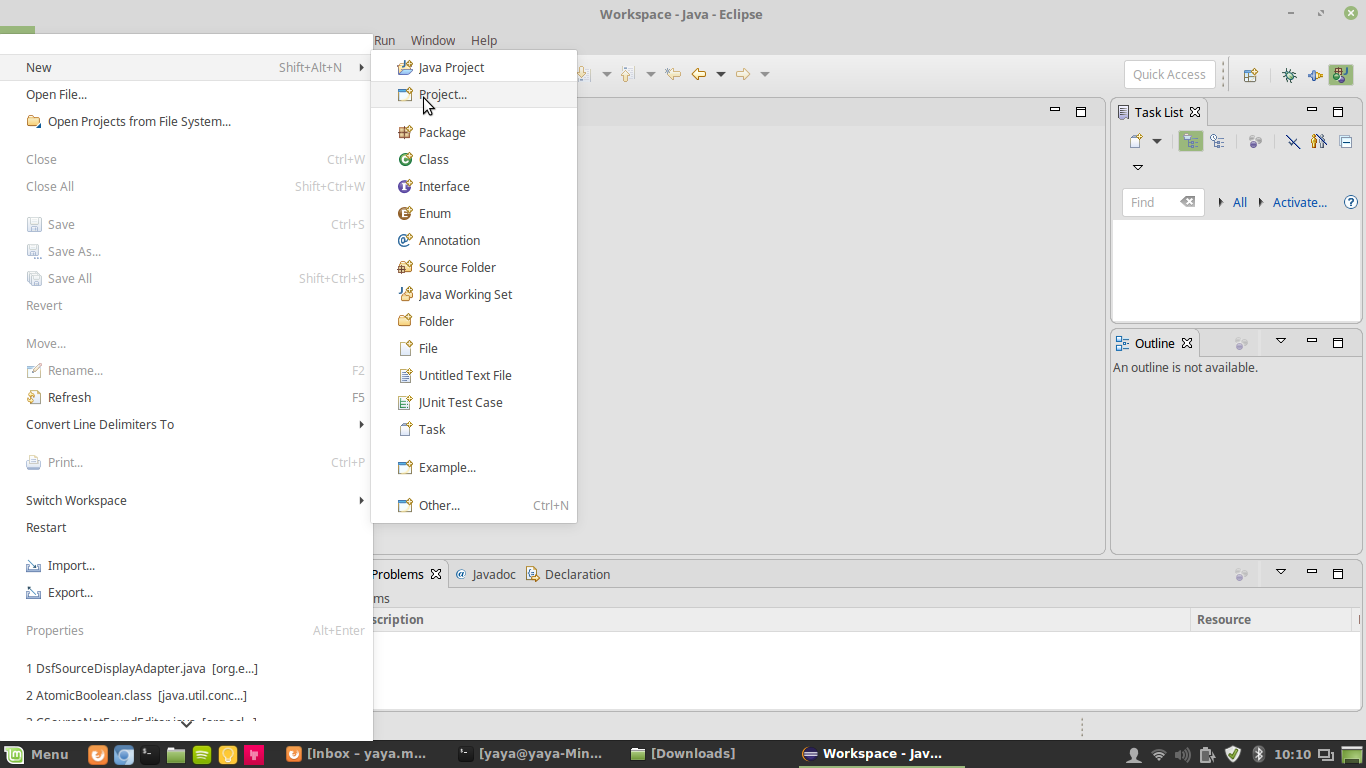 Workspace - Java - Eclipse
Run Window Help
New Shift+Alt+N
Open File...
Open Projects from File System...
Close Ctrl+W
Close All Shift+Ctrl+W
Save Ctrl+S
Save As...
Save All Shift+Ctrl+S
Revert
Move...
Rename... F2
Refresh F5
Convert Line Delimiters To
Print... Ctrl+P
Switch Workspace
Restart
Import...
Export...
Properties Alt+Enter
1 DsfSourceDisplayAdapter.java [org.e...]
2 AtomicBoolean.class [java.util.conc...]
Java Project
Project...
Package
Class
Interface
Enum
Annotation
Source Folder
Java Working Set
Folder
File
Untitled Text File
JUnit Test Case
Task
Example...
Other... Ctrl+N
Quick Access
Task List
Find All Activate...
Outline
An outline is not available.
Problems @ Javadoc Declaration
ms
scription Resource
Menu [Inbox – yaya.m... [yaya@yaya-Min... [Downloads] Workspace - Jav... 10:10